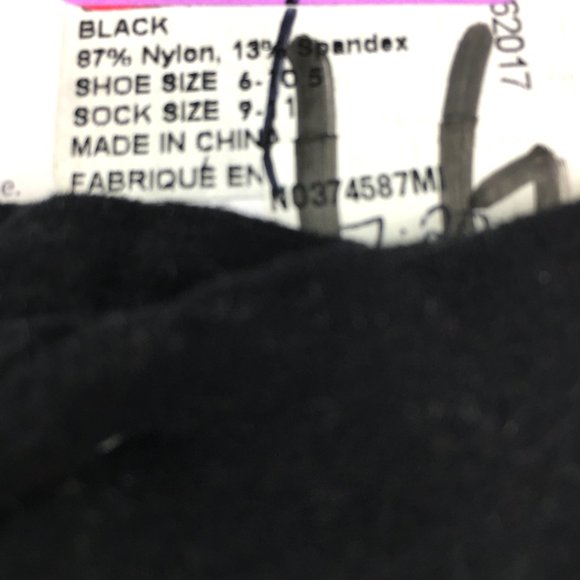 BLACK
87% Nylon, 13% Spandex
SHOE SIZE 6-10.5
SOCK SIZE 9-11
MADE IN CHINA
FABRIQUÉ EN
N0374587MI
52017
e.